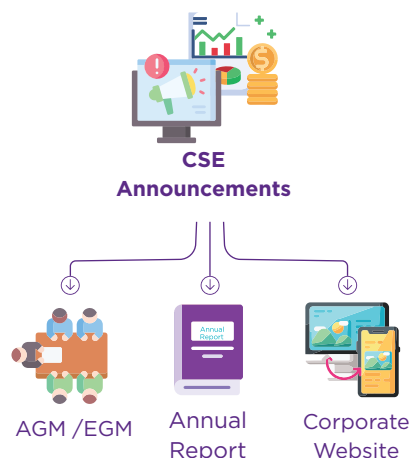 CSE
Announcements
Annual
Report
AGM /EGM
Annual
Report
Corporate
Website